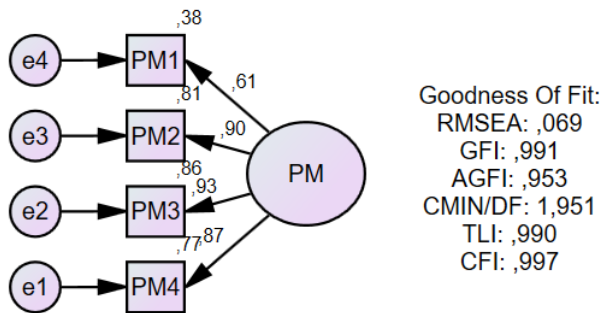 ,38
e4
PM1
,61
,81
e3
PM2
,90
PM
,86
e2
PM3
,93
,77
,87
e1
PM4
Goodness Of Fit:
RMSEA: ,069
GFI: ,991
AGFI: ,953
CMIN/DF: 1,951
TLI: ,990
CFI: ,997